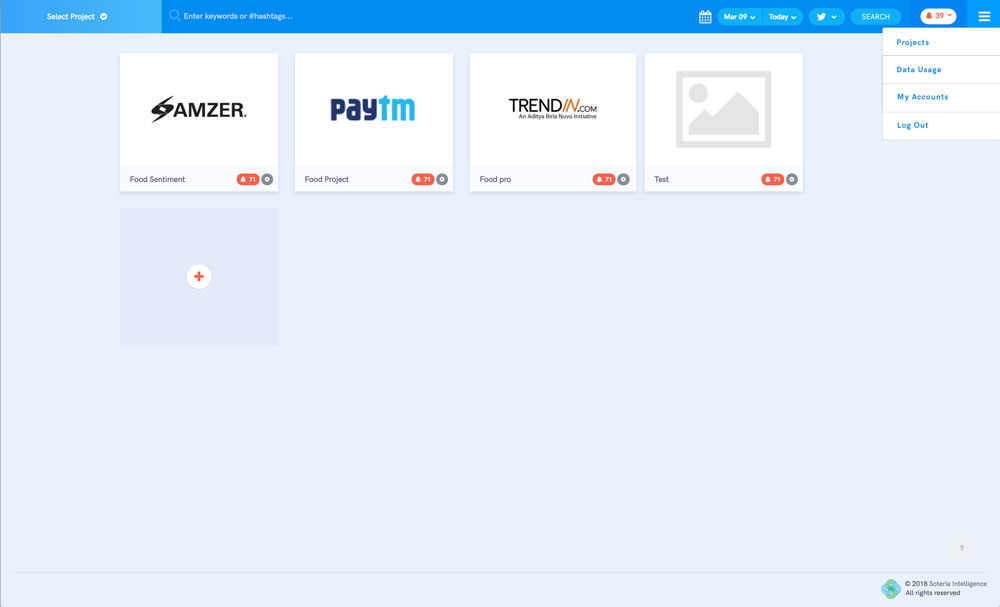 Select Project
Enter keywords or #hashtags...
Mar 09
Today
SEARCH
39
Projects
Data Usage
My Accounts
Log Out
AMZER.
paytm
TRENDIN.COM
An Aditya Birla Nuvo Initiative
Food Sentiment
71
Food Project
71
Food pro
71
Test
71
© 2018 Soteria Intelligence
All rights reserved